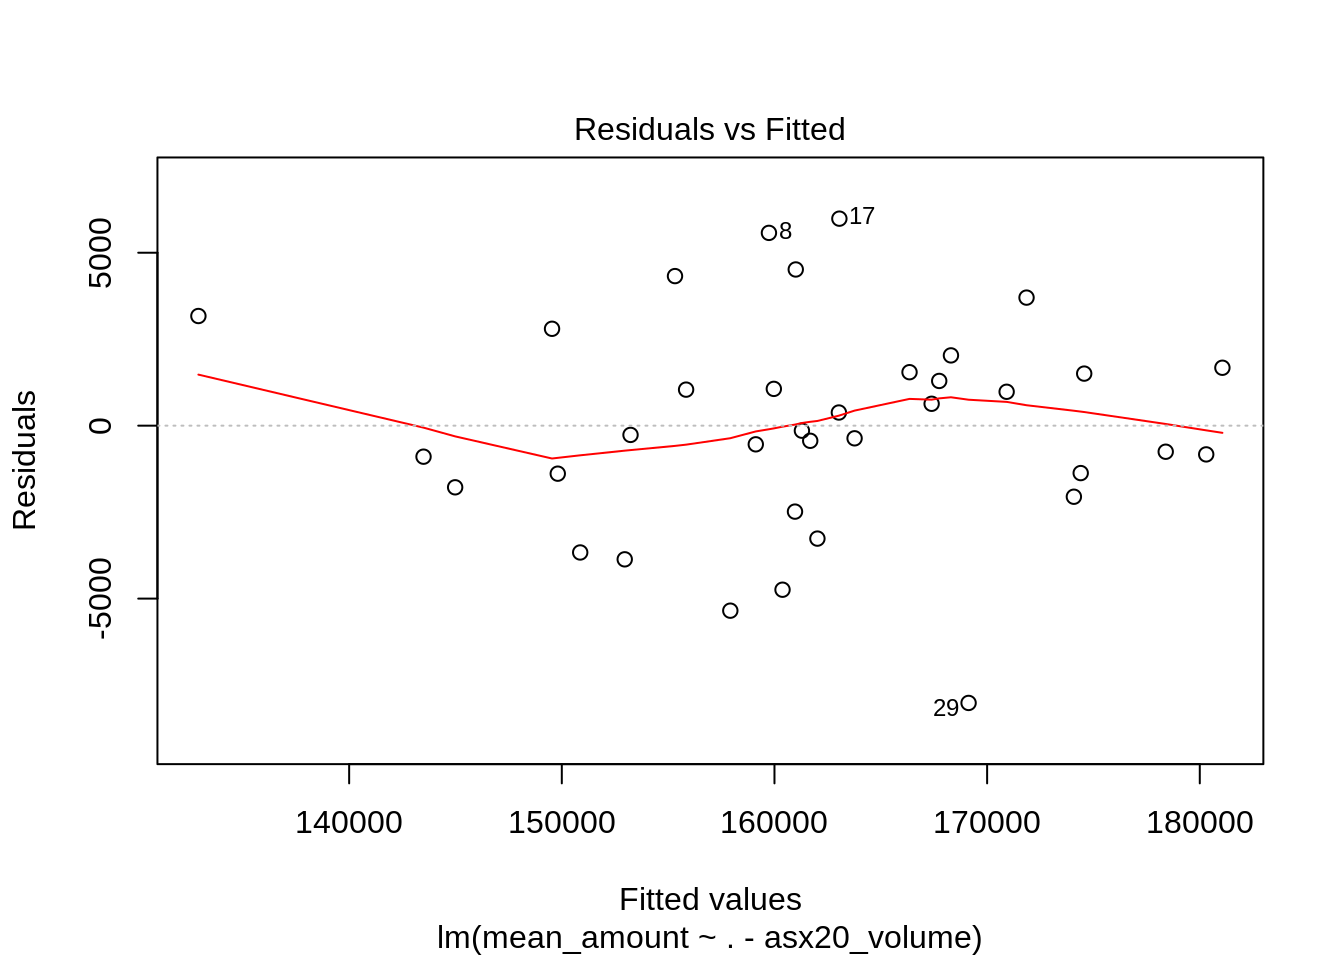 Residuals vs Fitted
Residuals
5000
0
-5000
8
17
29
140000 150000 160000 170000 180000
Fitted values
lm(mean_amount ~ . - asx20_volume)